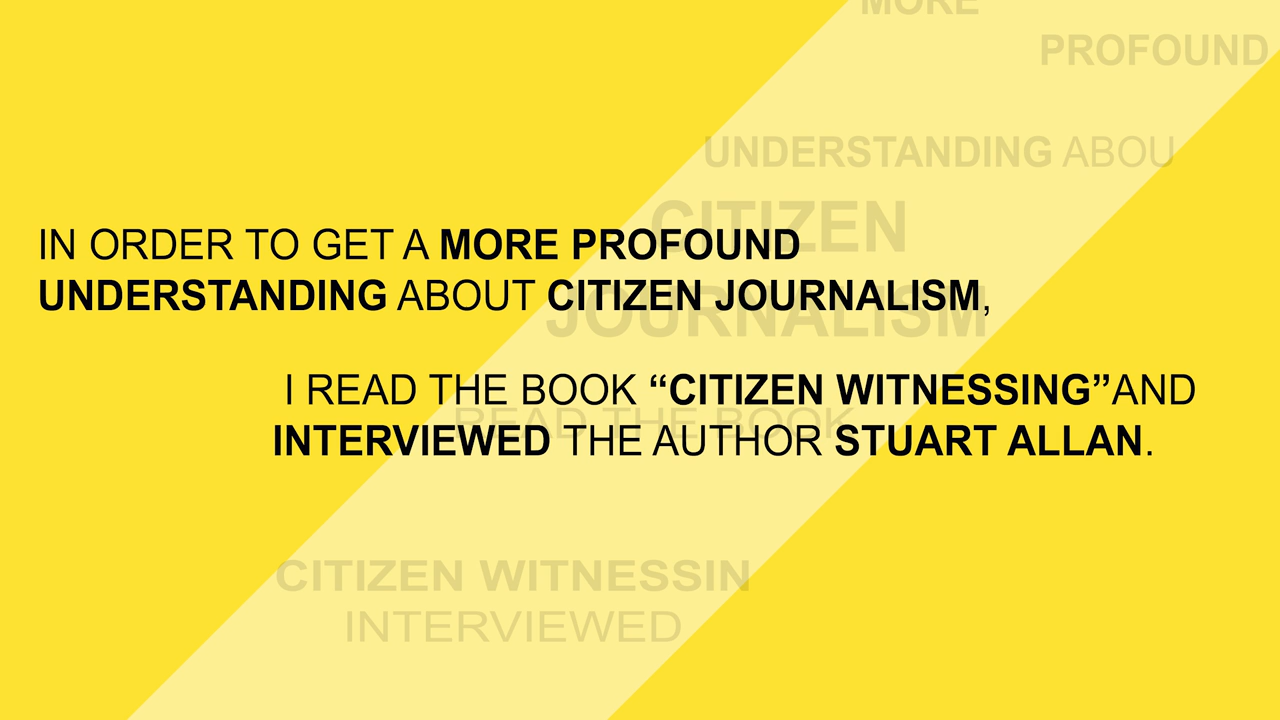 MORE
PROFOUND
UNDERSTANDING ABOU
CITIZEN
IN ORDER TO GET A MORE PROFOUND
UNDERSTANDING ABOUT CITIZEN JOURNALISM,
JOURNALISM
I READ THE BOOK “CITIZEN WITNESSING”AND
READ THE BOOK
INTERVIEWED THE AUTHOR STUART ALLAN.
CITIZEN WITNESSIN
INTERVIEWED